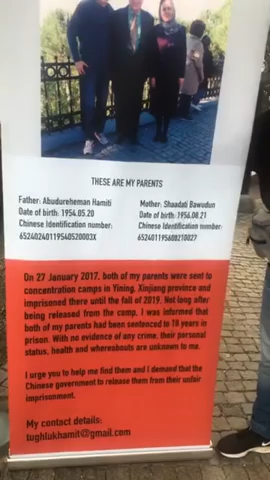 THESE ARE MY PARENTS
Father: Abudureheman Hamiti
Date of birth: 1954.05.20
Chinese Identification number:
65240240119540520003X
Mother: Shaadati Bawudun
Date of birth: 1956.08.21
Chinese Identification number:
652401195608210027
On 27 January 2017, both of my parents were sent to
concentration camps in Yining, Xinjiang province and
imprisoned there until the fall of 2019. Not long after
being released from the camp, I was informed that
both of my parents had been sentenced to 18 years in
prison. With no evidence of any crime, their personal
status, health and whereabouts are unknown to me.
I urge you to help me find them and I demand that the
Chinese government to release them from their unfair
imprisonment.
My contact details:
tughlukhamit@gmail.com